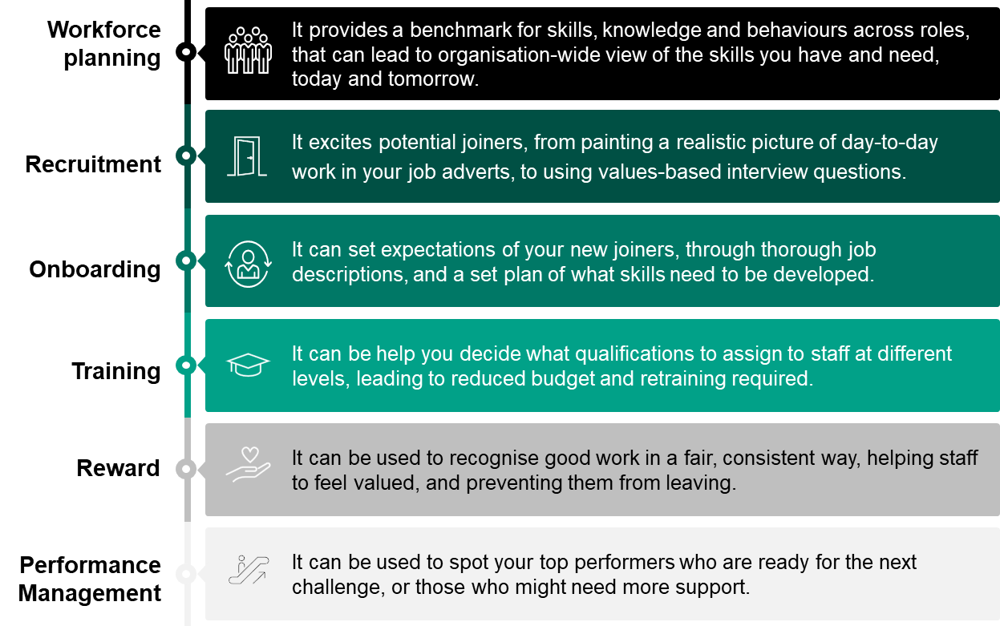 Workforce
planning
It provides a benchmark for skills, knowledge and behaviours across roles,
that can lead to organisation-wide view of the skills you have and need,
today and tomorrow.
Recruitment
It excites potential joiners, from painting a realistic picture of day-to-day
work in your job adverts, to using values-based interview questions.
Onboarding
It can set expectations of your new joiners, through thorough job
descriptions, and a set plan of what skills need to be developed.
Training
It can be help you decide what qualifications to assign to staff at different
levels, leading to reduced budget and retraining required.
Reward
It can be used to recognise good work in a fair, consistent way, helping staff
to feel valued, and preventing them from leaving.
Performance
Management
It can be used to spot your top performers who are ready for the next
challenge, or those who might need more support.